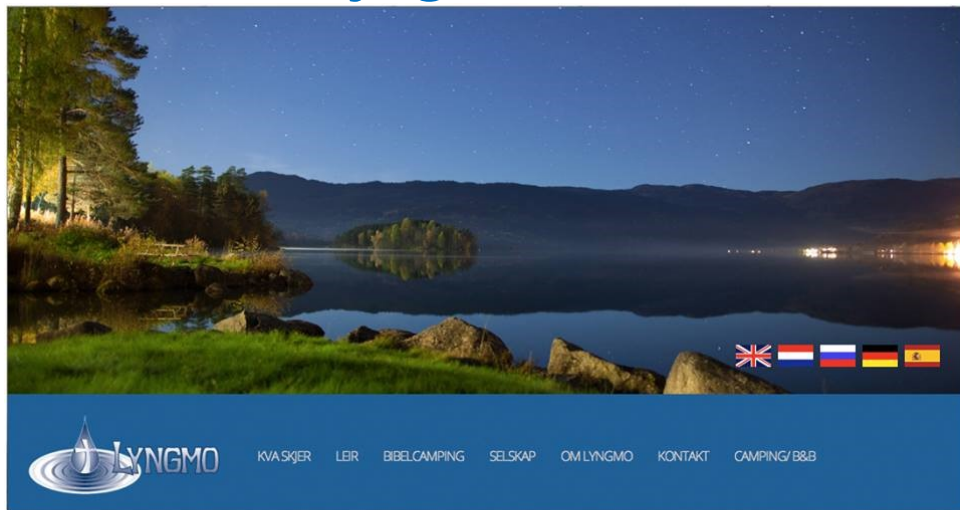 LYNGMO
KVA SKJER LEIR BIBELCAMPING SELSKAP OM LYNGMO KONTAKT CAMPING/ B&B